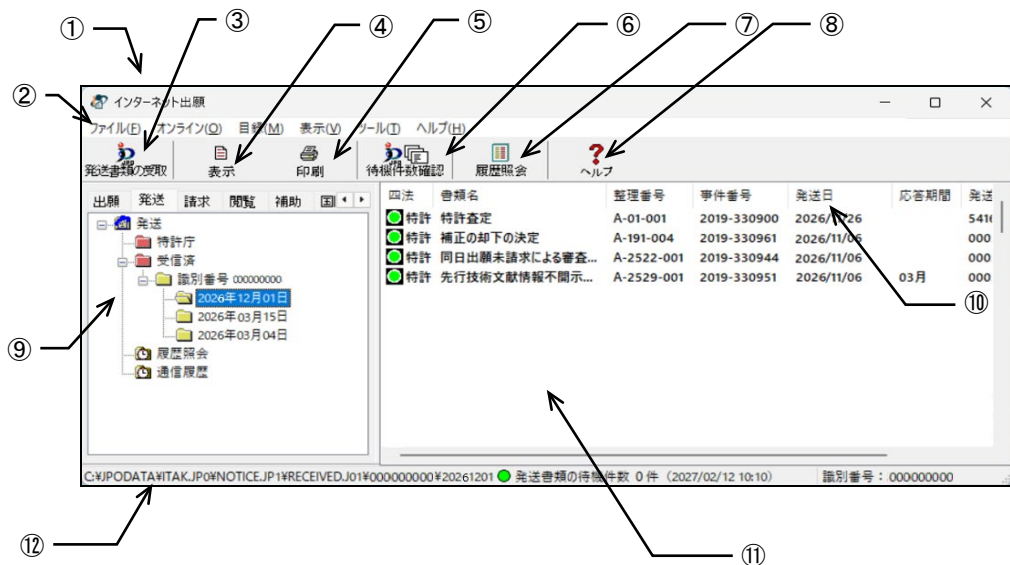 ① ③ ④ ⑤ ⑥ ⑦ ⑧
②
インターネット出願
ファイル(F) オンライン(O) 目録(M) 表示(V) ツール(T) ヘルプ(H)
発送書類の受取 表示 印刷 待機件数確認 履歴照会 ヘルプ
出願 発送 請求 閲覧 補助
四法 書類名 整理番号 事件番号 発送日 応答期間 発送
特許 特許査定 A-01-001 2019-330900
特許 補正の却下の決定 A-191-004 2019-330961 2026/11/06 000
特許 同日出願未請求による審査... A-2522-001 2019-330944 2026/11/06 000
特許 先行技術文献情報不開示... A-2529-001 2019-330951 2026/11/06 03月 000
発送
特許庁
受信済
識別番号 000000000
2026年12月01日
2026年03月15日
2026年03月04日
履歴照会
通信履歴
⑨
⑩
C:¥JPODATA¥ITAK.JP0¥NOTICE.JP1¥RECEIVED.J01¥000000000¥20261201 発送書類の待機件数 0 件 (2027/02/12 10:10) 識別番号：000000000
⑫ ⑪